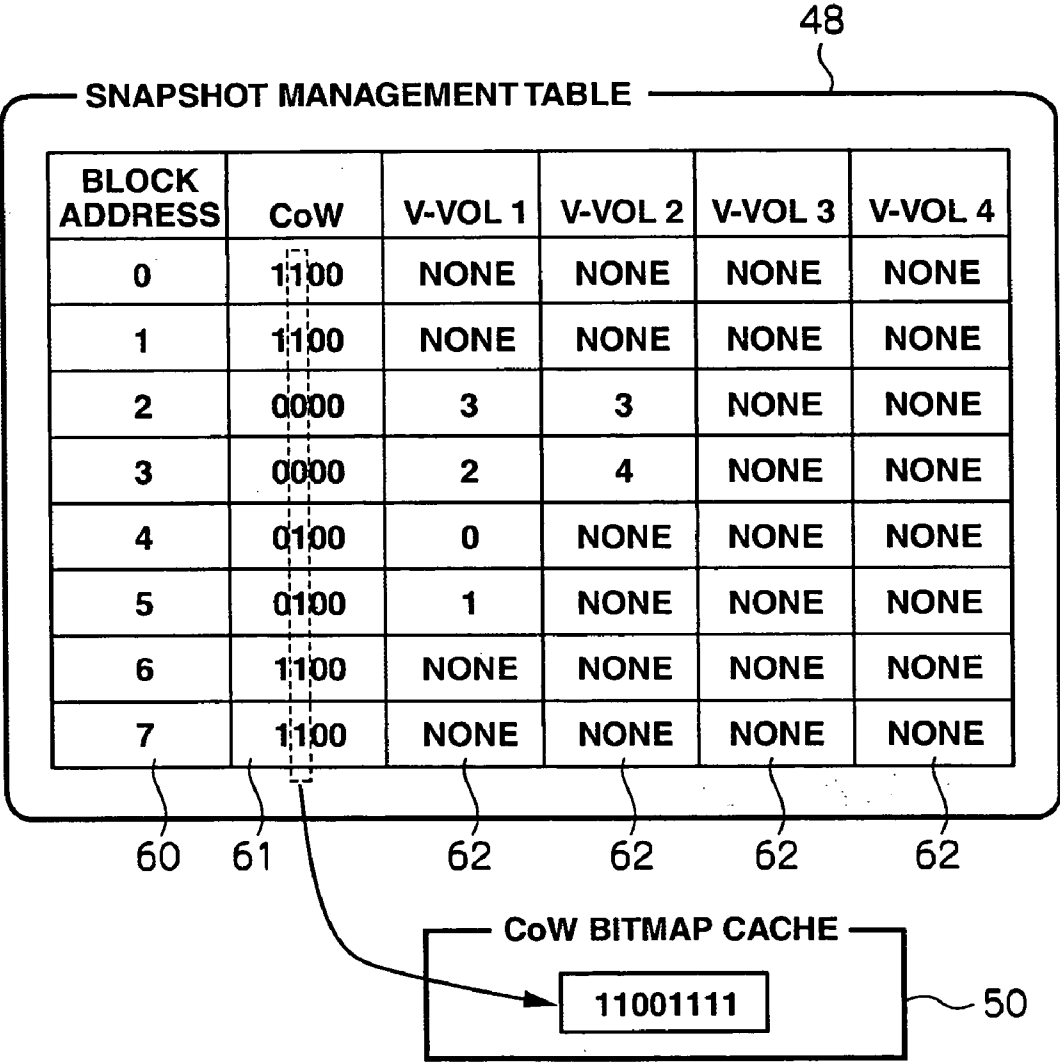 48
SNAPSHOT MANAGEMENT TABLE
BLOCK ADDRESS CoW V-VOL 1 V-VOL 2 V-VOL 3 V-VOL 4
0 1100 NONE NONE NONE NONE
1 1100 NONE NONE NONE NONE
2 0000 3 3 NONE NONE
3 0000 2 4 NONE NONE
4 0100 0 NONE NONE NONE
5 0100 1 NONE NONE NONE
6 1100 NONE NONE NONE NONE
7 1100 NONE NONE NONE NONE
60 61 62 62 62 62
CoW BITMAP CACHE
11001111
50